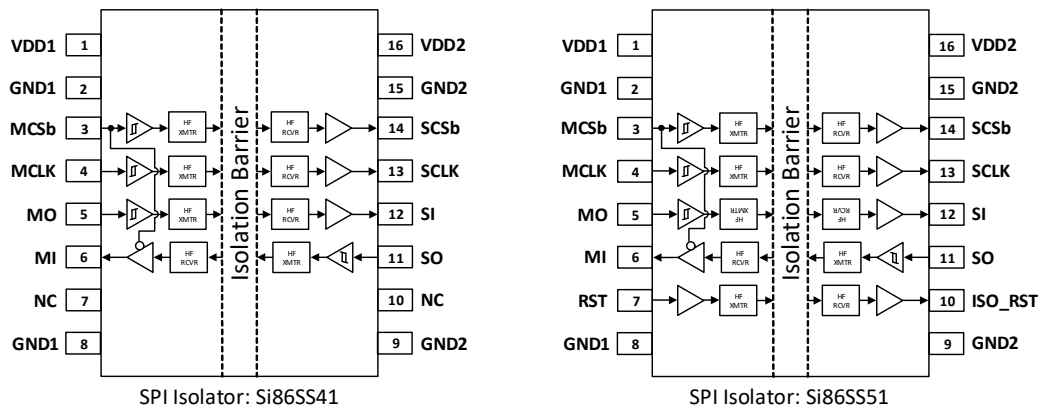 VDD1 1 16 VDD2
GND1 2 15 GND2
MCSb 3 HF XMTR HF RCVR 14 SCSb
MCLK 4 HF XMTR HF RCVR 13 SCLK
MO 5 HF XMTR HF RCVR 12 SI
MI 6 HF RCVR HF XMTR 11 SO
NC 7 10 NC
GND1 8 9 GND2
Isolation Barrier
SPI Isolator: Si86SS41
VDD1 1 16 VDD2
GND1 2 15 GND2
MCSb 3 HF XMTR HF RCVR 14 SCSb
MCLK 4 HF XMTR HF RCVR 13 SCLK
MO 5 HF XMTR HF RCVR 12 SI
MI 6 HF RCVR HF XMTR 11 SO
RST 7 HF XMTR HF RCVR 10 ISO_RST
GND1 8 9 GND2
Isolation Barrier
SPI Isolator: Si86SS51